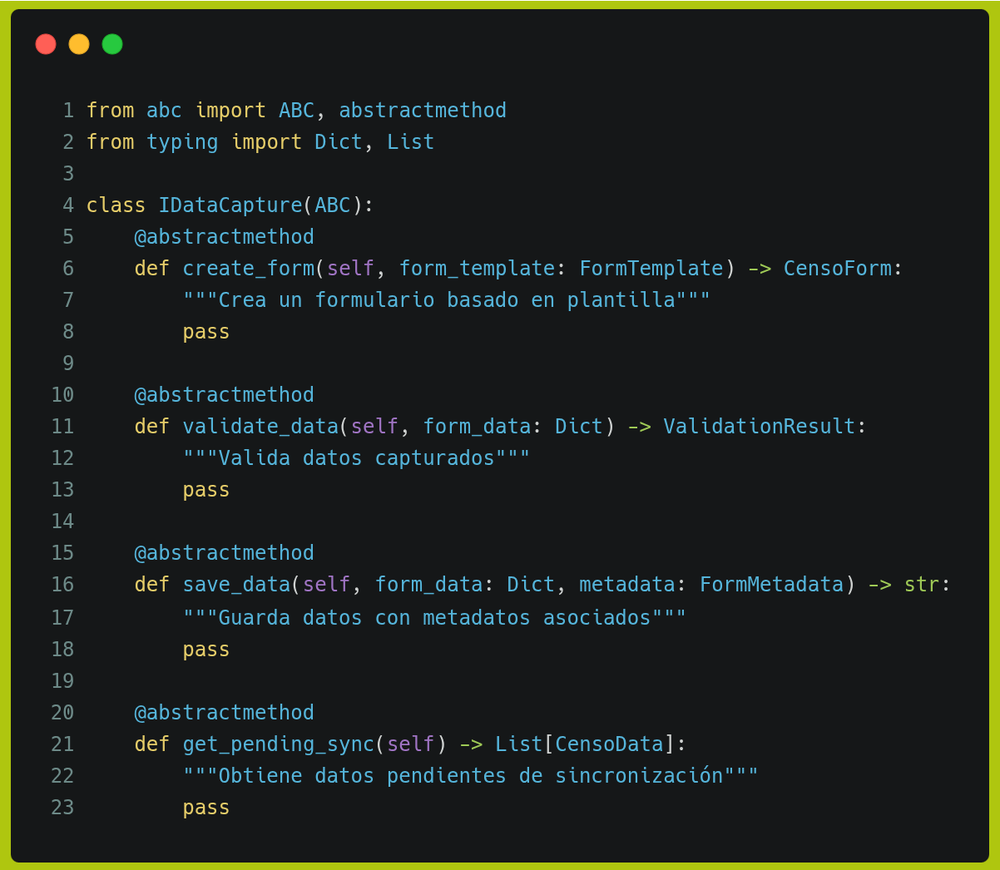 1 from abc import ABC, abstractmethod
2 from typing import Dict, List
3
4 class IDataCapture(ABC):
5     @abstractmethod
6     def create_form(self, form_template: FormTemplate) -> CensoForm:
7         """Crea un formulario basado en plantilla"""
8         pass
9
10     @abstractmethod
11     def validate_data(self, form_data: Dict) -> ValidationResult:
12         """Valida datos capturados"""
13         pass
14
15     @abstractmethod
16     def save_data(self, form_data: Dict, metadata: FormMetadata) -> str:
17         """Guarda datos con metadatos asociados"""
18         pass
19
20     @abstractmethod
21     def get_pending_sync(self) -> List[CensoData]:
22         """Obtiene datos pendientes de sincronización"""
23         pass